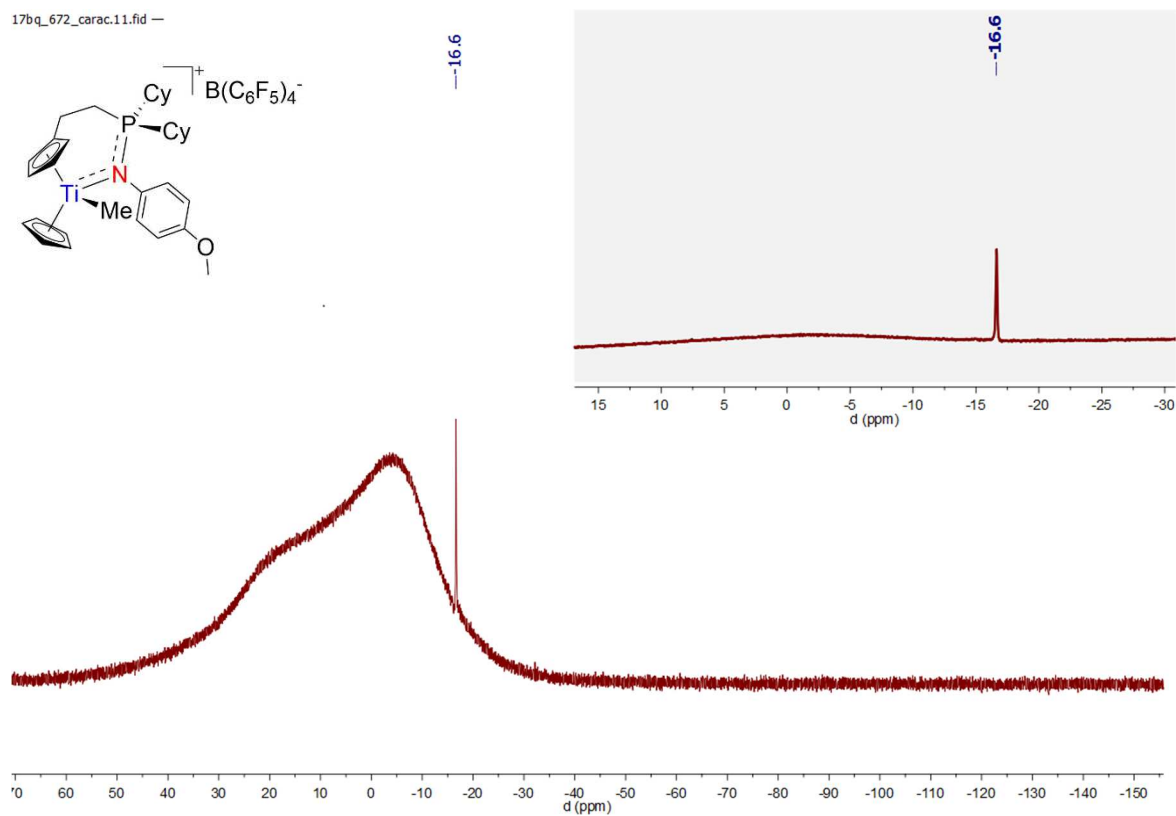 17bq_672_carac.11.fid —
—-16.6
—-16.6
+
B(C6F5)4-
Cy
P
Cy
N
Ti
Me
O
15 10 5 0 -5 -10 -15 -20 -25 -30
d (ppm)
70 60 50 40 30 20 10 0 -10 -20 -30 -40 -50 -60 -70 -80 -90 -100 -110 -120 -130 -140 -150
d (ppm)